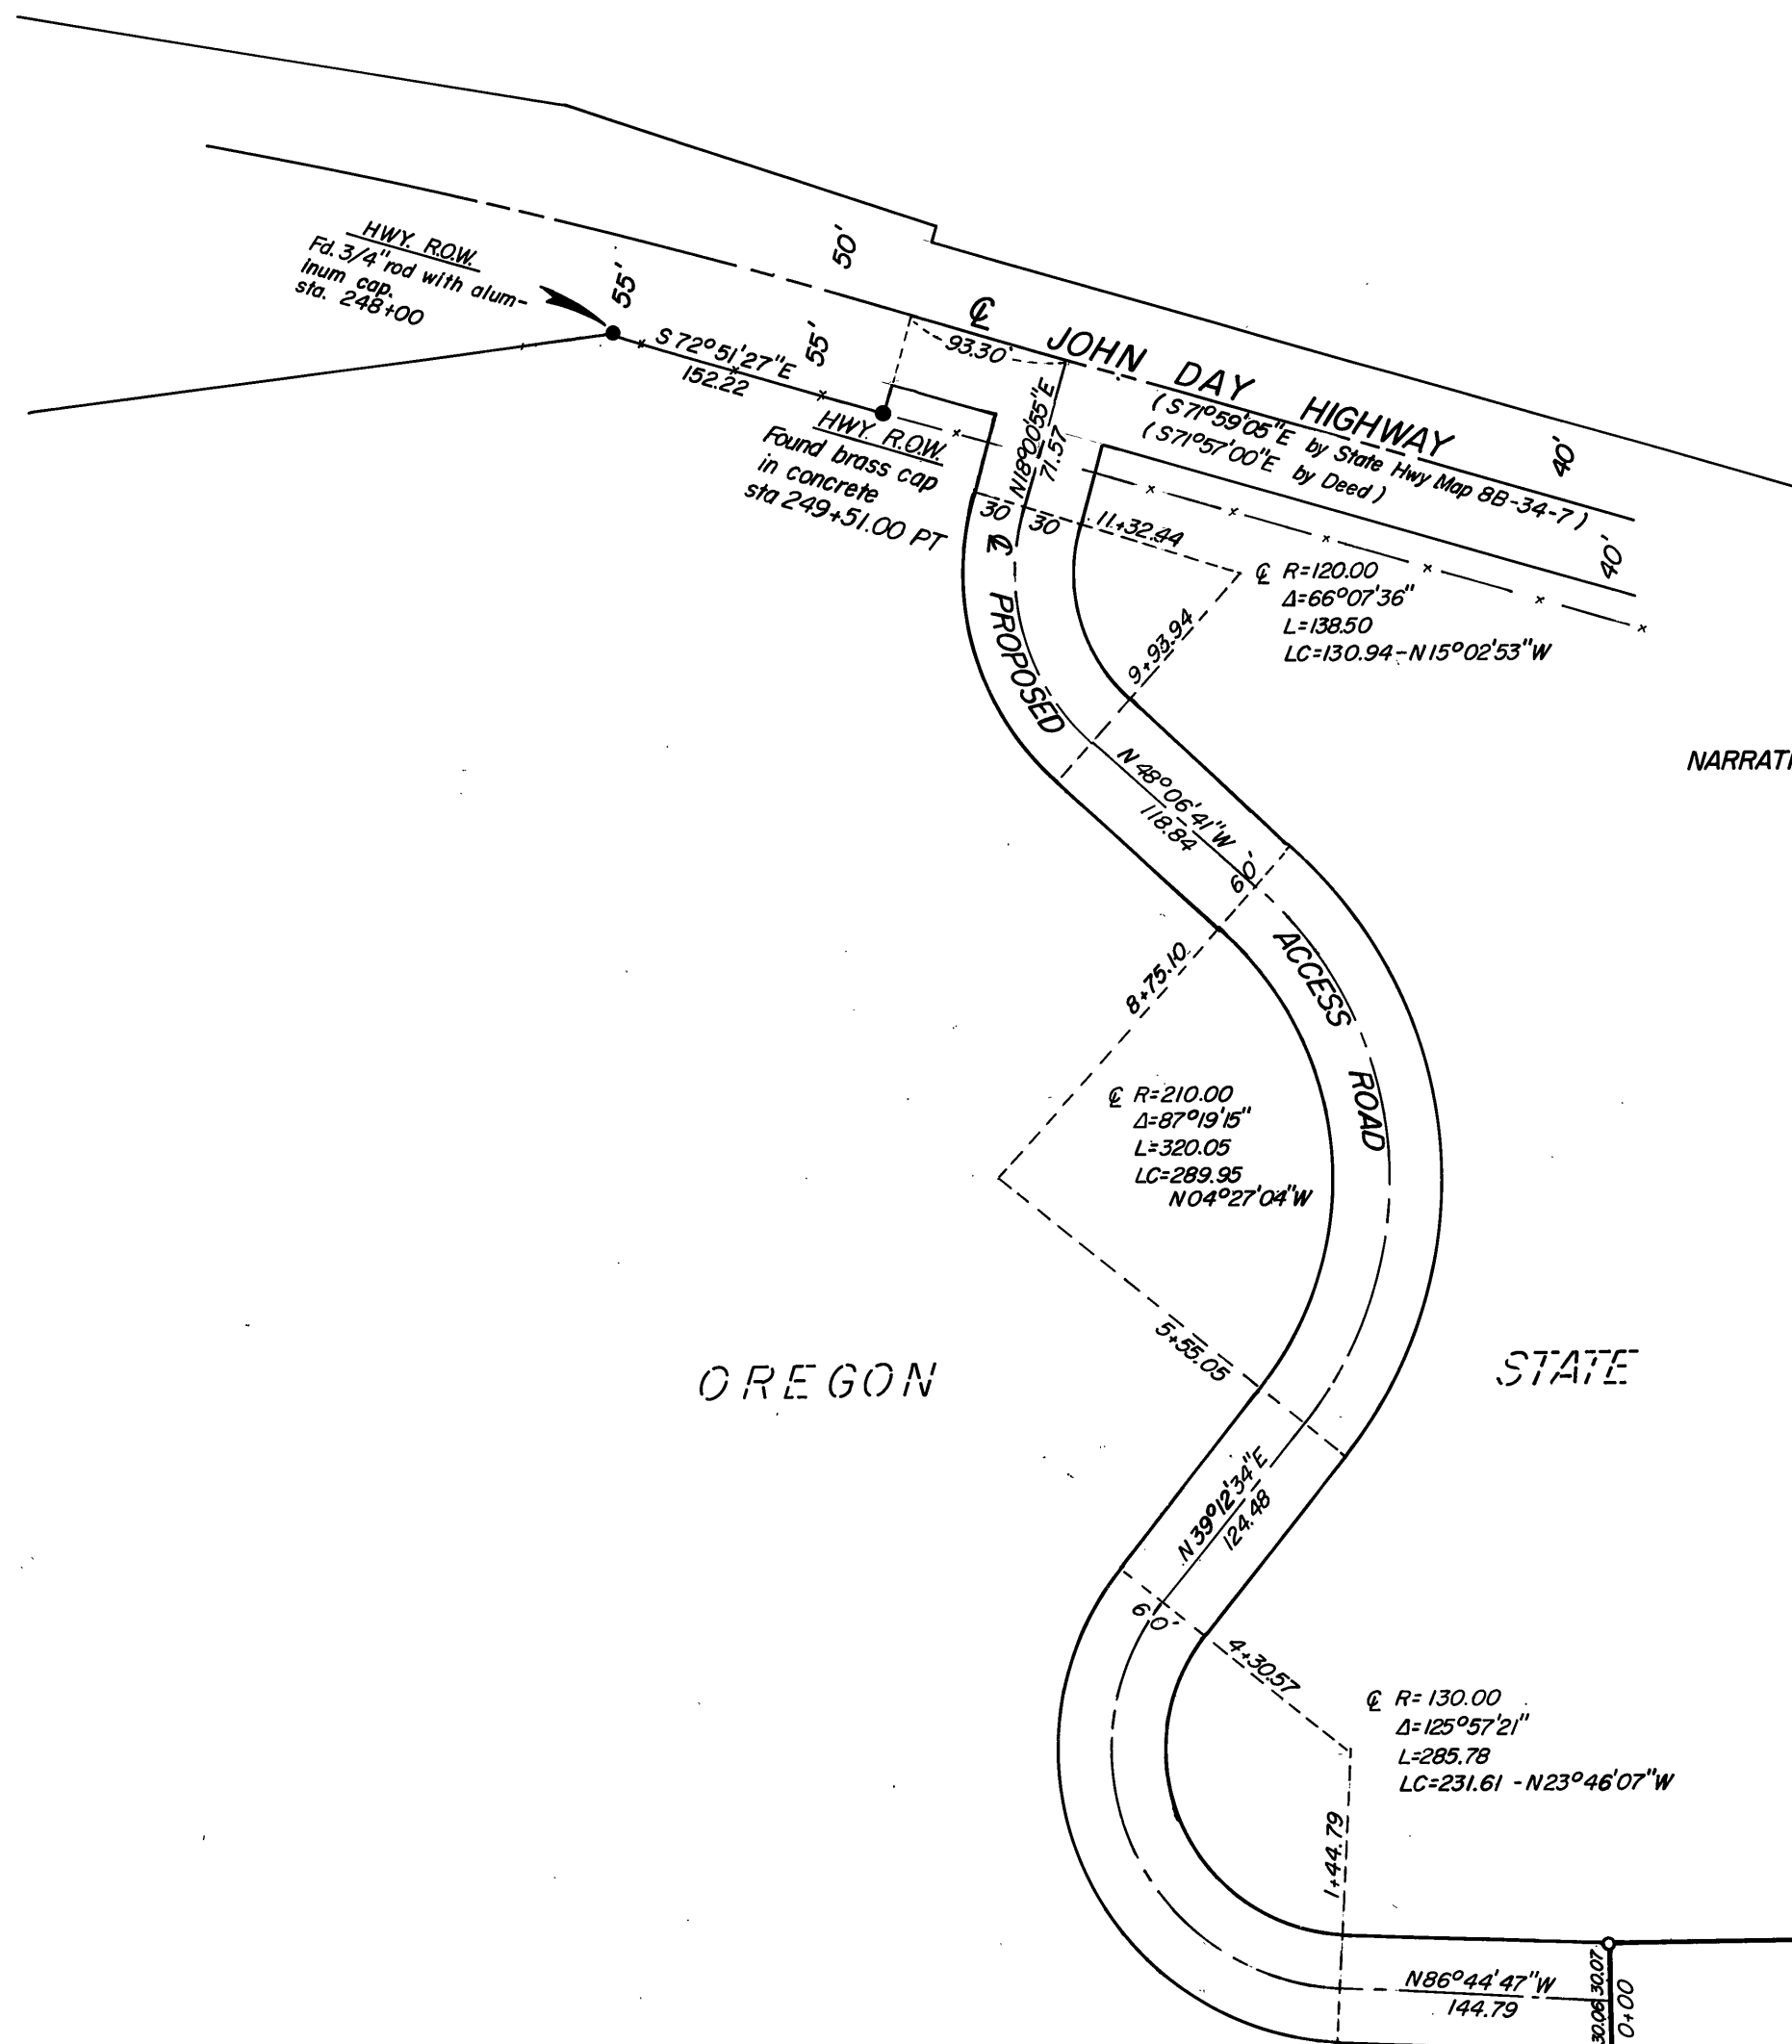 HWY. R.O.W.
Fd. 3/4" rod with alum-
inum cap.
sta. 248+00
55'
50'
55'
S 72°51'27"E
152.22
HWY. R.O.W.
Found brass cap
in concrete
sta 249+51.00 PT
℄ JOHN DAY HIGHWAY
(S71°59'05"E by State Hwy Map 8B-34-7)
(S71°57'00"E by Deed)
93.30'
40'
40'
N18°00'55"E
71.57
30 30
11+32.44
℄ R=120.00
Δ=66°07'36"
L=138.50
LC=130.94-N15°02'53"W
9+93.94
PROPOSED
N48°06'41"W
118.84
60'
NARRATI
ACCESS
ROAD
8+75.10
℄ R=210.00
Δ=87°19'15"
L=320.05
LC=289.95
N04°27'04"W
5+55.05
OREGON
STATE
N39°12'34"E
124.48
60'
4+30.57
℄ R=130.00
Δ=125°57'21"
L=285.78
LC=231.61 - N23°46'07"W
1+44.79
N86°44'47"W
144.79
30.06 30.07
0+00